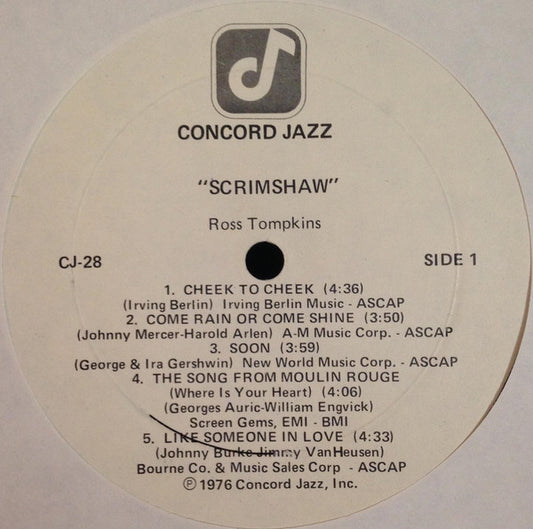 CONCORD JAZZ
"SCRIMSHAW"
Ross Tompkins
CJ-28 SIDE 1
1. CHEEK TO CHEEK (4:36)
(Irving Berlin) Irving Berlin Music - ASCAP
2. COME RAIN OR COME SHINE (3:50)
(Johnny Mercer-Harold Arlen) A-M Music Corp. - ASCAP
3. SOON (3:59)
(George & Ira Gershwin) New World Music Corp. - ASCAP
4. THE SONG FROM MOULIN ROUGE
(Where Is Your Heart) (4:06)
(Georges Auric-William Engvick)
Screen Gems, EMI - BMI
5. LIKE SOMEONE IN LOVE (4:33)
(Johnny Burke-Jimmy VanHeusen)
Bourne Co. & Music Sales Corp - ASCAP
℗ 1976 Concord Jazz, Inc.